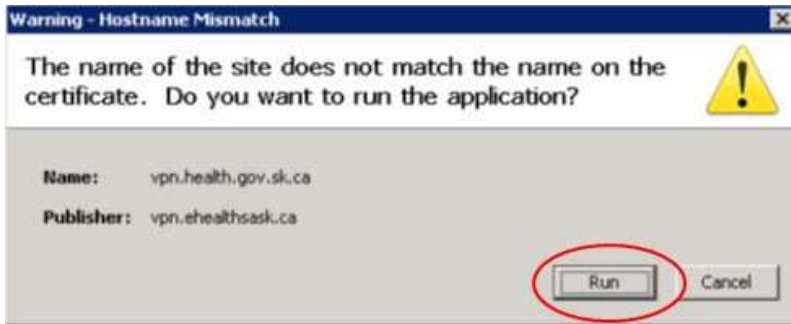 Warning - Hostname Mismatch
The name of the site does not match the name on the
certificate. Do you want to run the application?
Name: vpn.health.gov.sk.ca
Publisher: vpn.ehealthsask.ca
Run Cancel